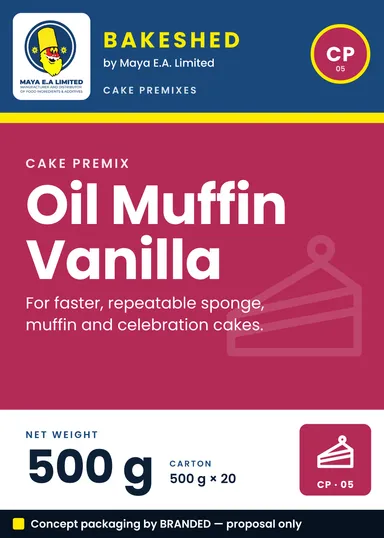 BAKESHED
by Maya E.A. Limited
CAKE PREMIXES
MAYA E.A LIMITED
MANUFACTURER AND DISTRIBUTOR
OF FOOD INGREDIENTS & ADDITIVES
CP
05
CAKE PREMIX
Oil Muffin
Vanilla
For faster, repeatable sponge,
muffin and celebration cakes.
NET WEIGHT
500 g
CARTON
500 g × 20
CP · 05
Concept packaging by BRANDED — proposal only